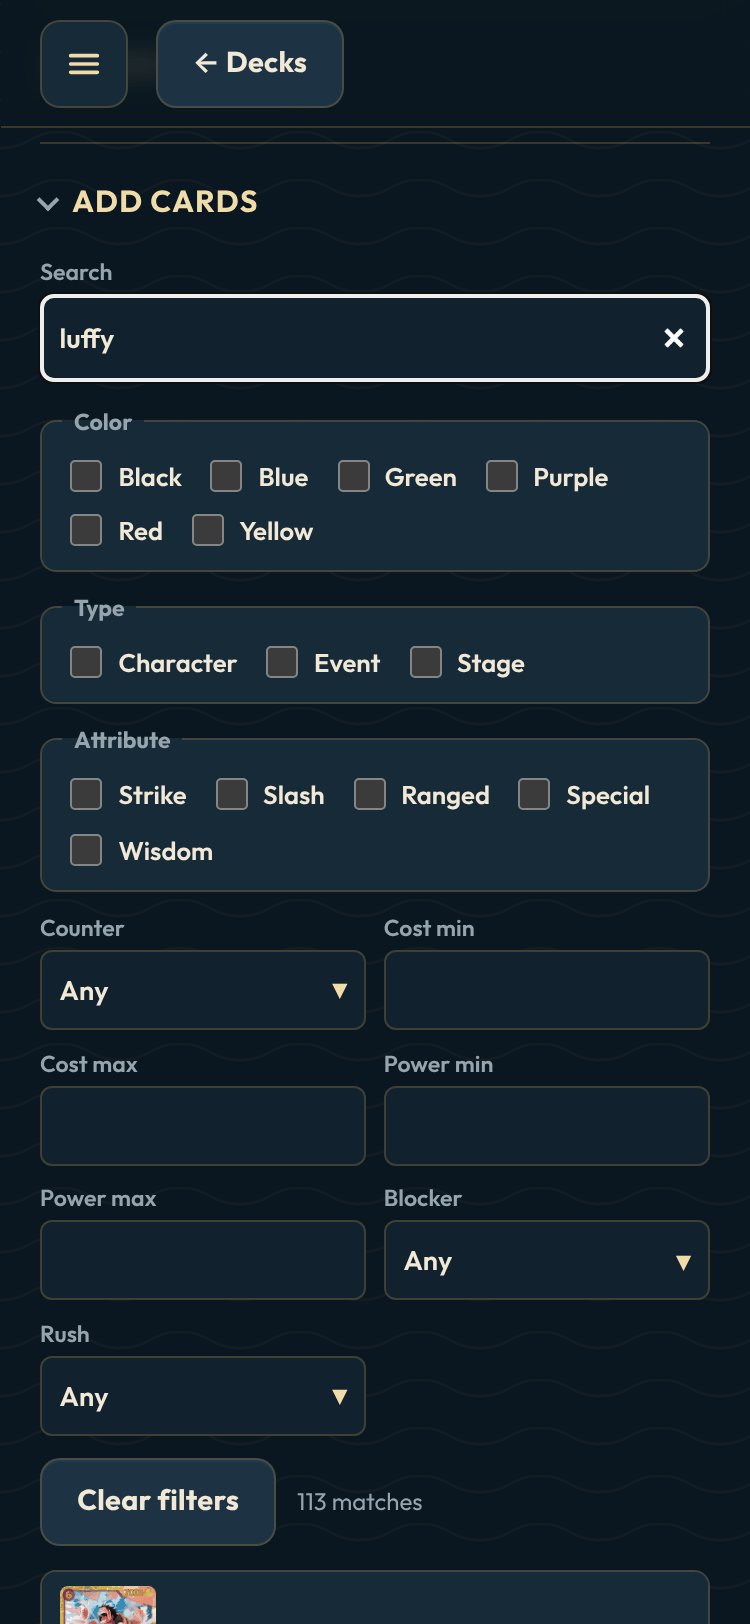 ← Decks
ADD CARDS
Search
luffy ×
Color
Black Blue Green Purple
Red Yellow
Type
Character Event Stage
Attribute
Strike Slash Ranged Special
Wisdom
Counter Cost min
Any ▼
Cost max Power min
Power max Blocker
Any ▼
Rush
Any ▼
Clear filters 113 matches
6